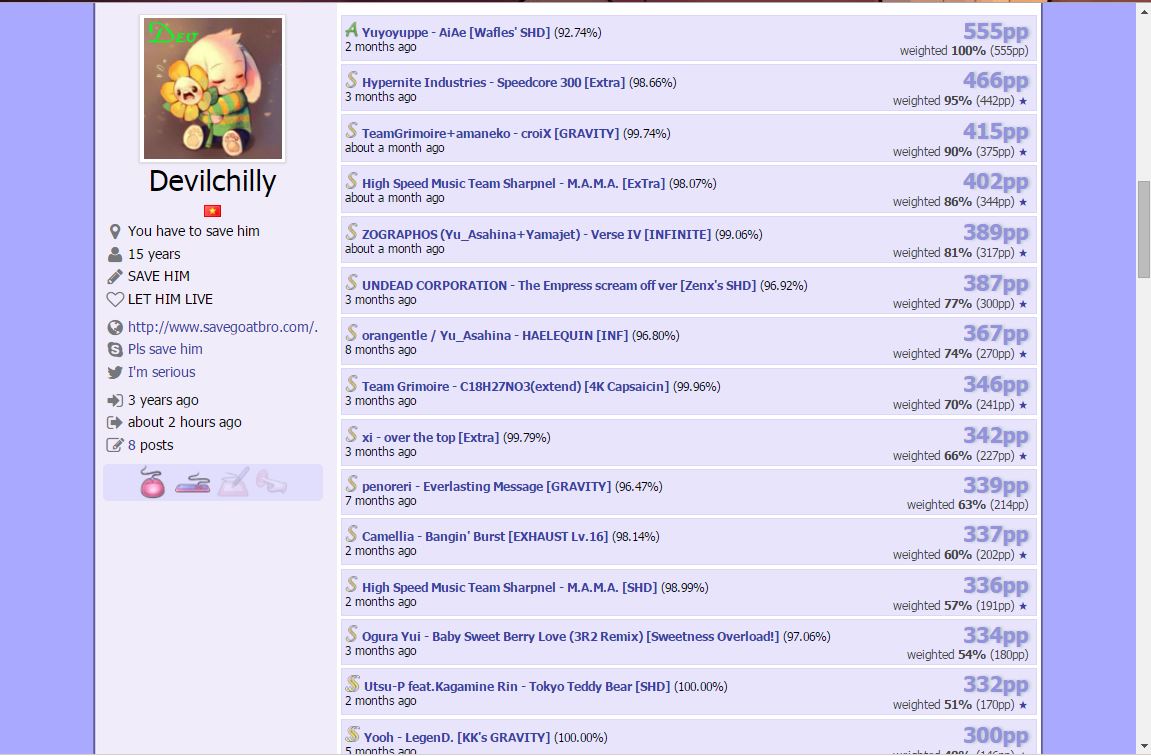 Dev
Devilchilly
You have to save him
15 years
SAVE HIM
LET HIM LIVE
http://www.savegoatbro.com/.
Pls save him
I'm serious
3 years ago
about 2 hours ago
8 posts
A Yuyoyuppe - AiAe [Wafles' SHD] (92.74%)
555pp
2 months ago
weighted 100% (555pp)
S Hypernite Industries - Speedcore 300 [Extra] (98.66%)
466pp
3 months ago
weighted 95% (442pp) ★
S TeamGrimoire+amaneko - croiX [GRAVITY] (99.74%)
415pp
about a month ago
weighted 90% (375pp) ★
S High Speed Music Team Sharpnel - M.A.M.A. [ExTra] (98.07%)
402pp
about a month ago
weighted 86% (344pp) ★
S ZOGRAPHOS (Yu_Asahina+Yamajet) - Verse IV [INFINITE] (99.06%)
389pp
about a month ago
weighted 81% (317pp) ★
S UNDEAD CORPORATION - The Empress scream off ver [Zenx's SHD] (96.92%)
387pp
3 months ago
weighted 77% (300pp) ★
S orangentle / Yu_Asahina - HAELEQUIN [INF] (96.80%)
367pp
8 months ago
weighted 74% (270pp) ★
S Team Grimoire - C18H27NO3(extend) [4K Capsaicin] (99.96%)
346pp
3 months ago
weighted 70% (241pp) ★
S xi - over the top [Extra] (99.79%)
342pp
3 months ago
weighted 66% (227pp) ★
S penoreri - Everlasting Message [GRAVITY] (96.47%)
339pp
7 months ago
weighted 63% (214pp)
S Camellia - Bangin' Burst [EXHAUST Lv.16] (98.14%)
337pp
2 months ago
weighted 60% (202pp) ★
S High Speed Music Team Sharpnel - M.A.M.A. [SHD] (98.99%)
336pp
2 months ago
weighted 57% (191pp) ★
S Ogura Yui - Baby Sweet Berry Love (3R2 Remix) [Sweetness Overload!] (97.06%)
334pp
3 months ago
weighted 54% (180pp)
S Utsu-P feat.Kagamine Rin - Tokyo Teddy Bear [SHD] (100.00%)
332pp
2 months ago
weighted 51% (170pp) ★
S Yooh - LegenD. [KK's GRAVITY] (100.00%)
300pp
5 months ago
weighted 49% (146pp) ★